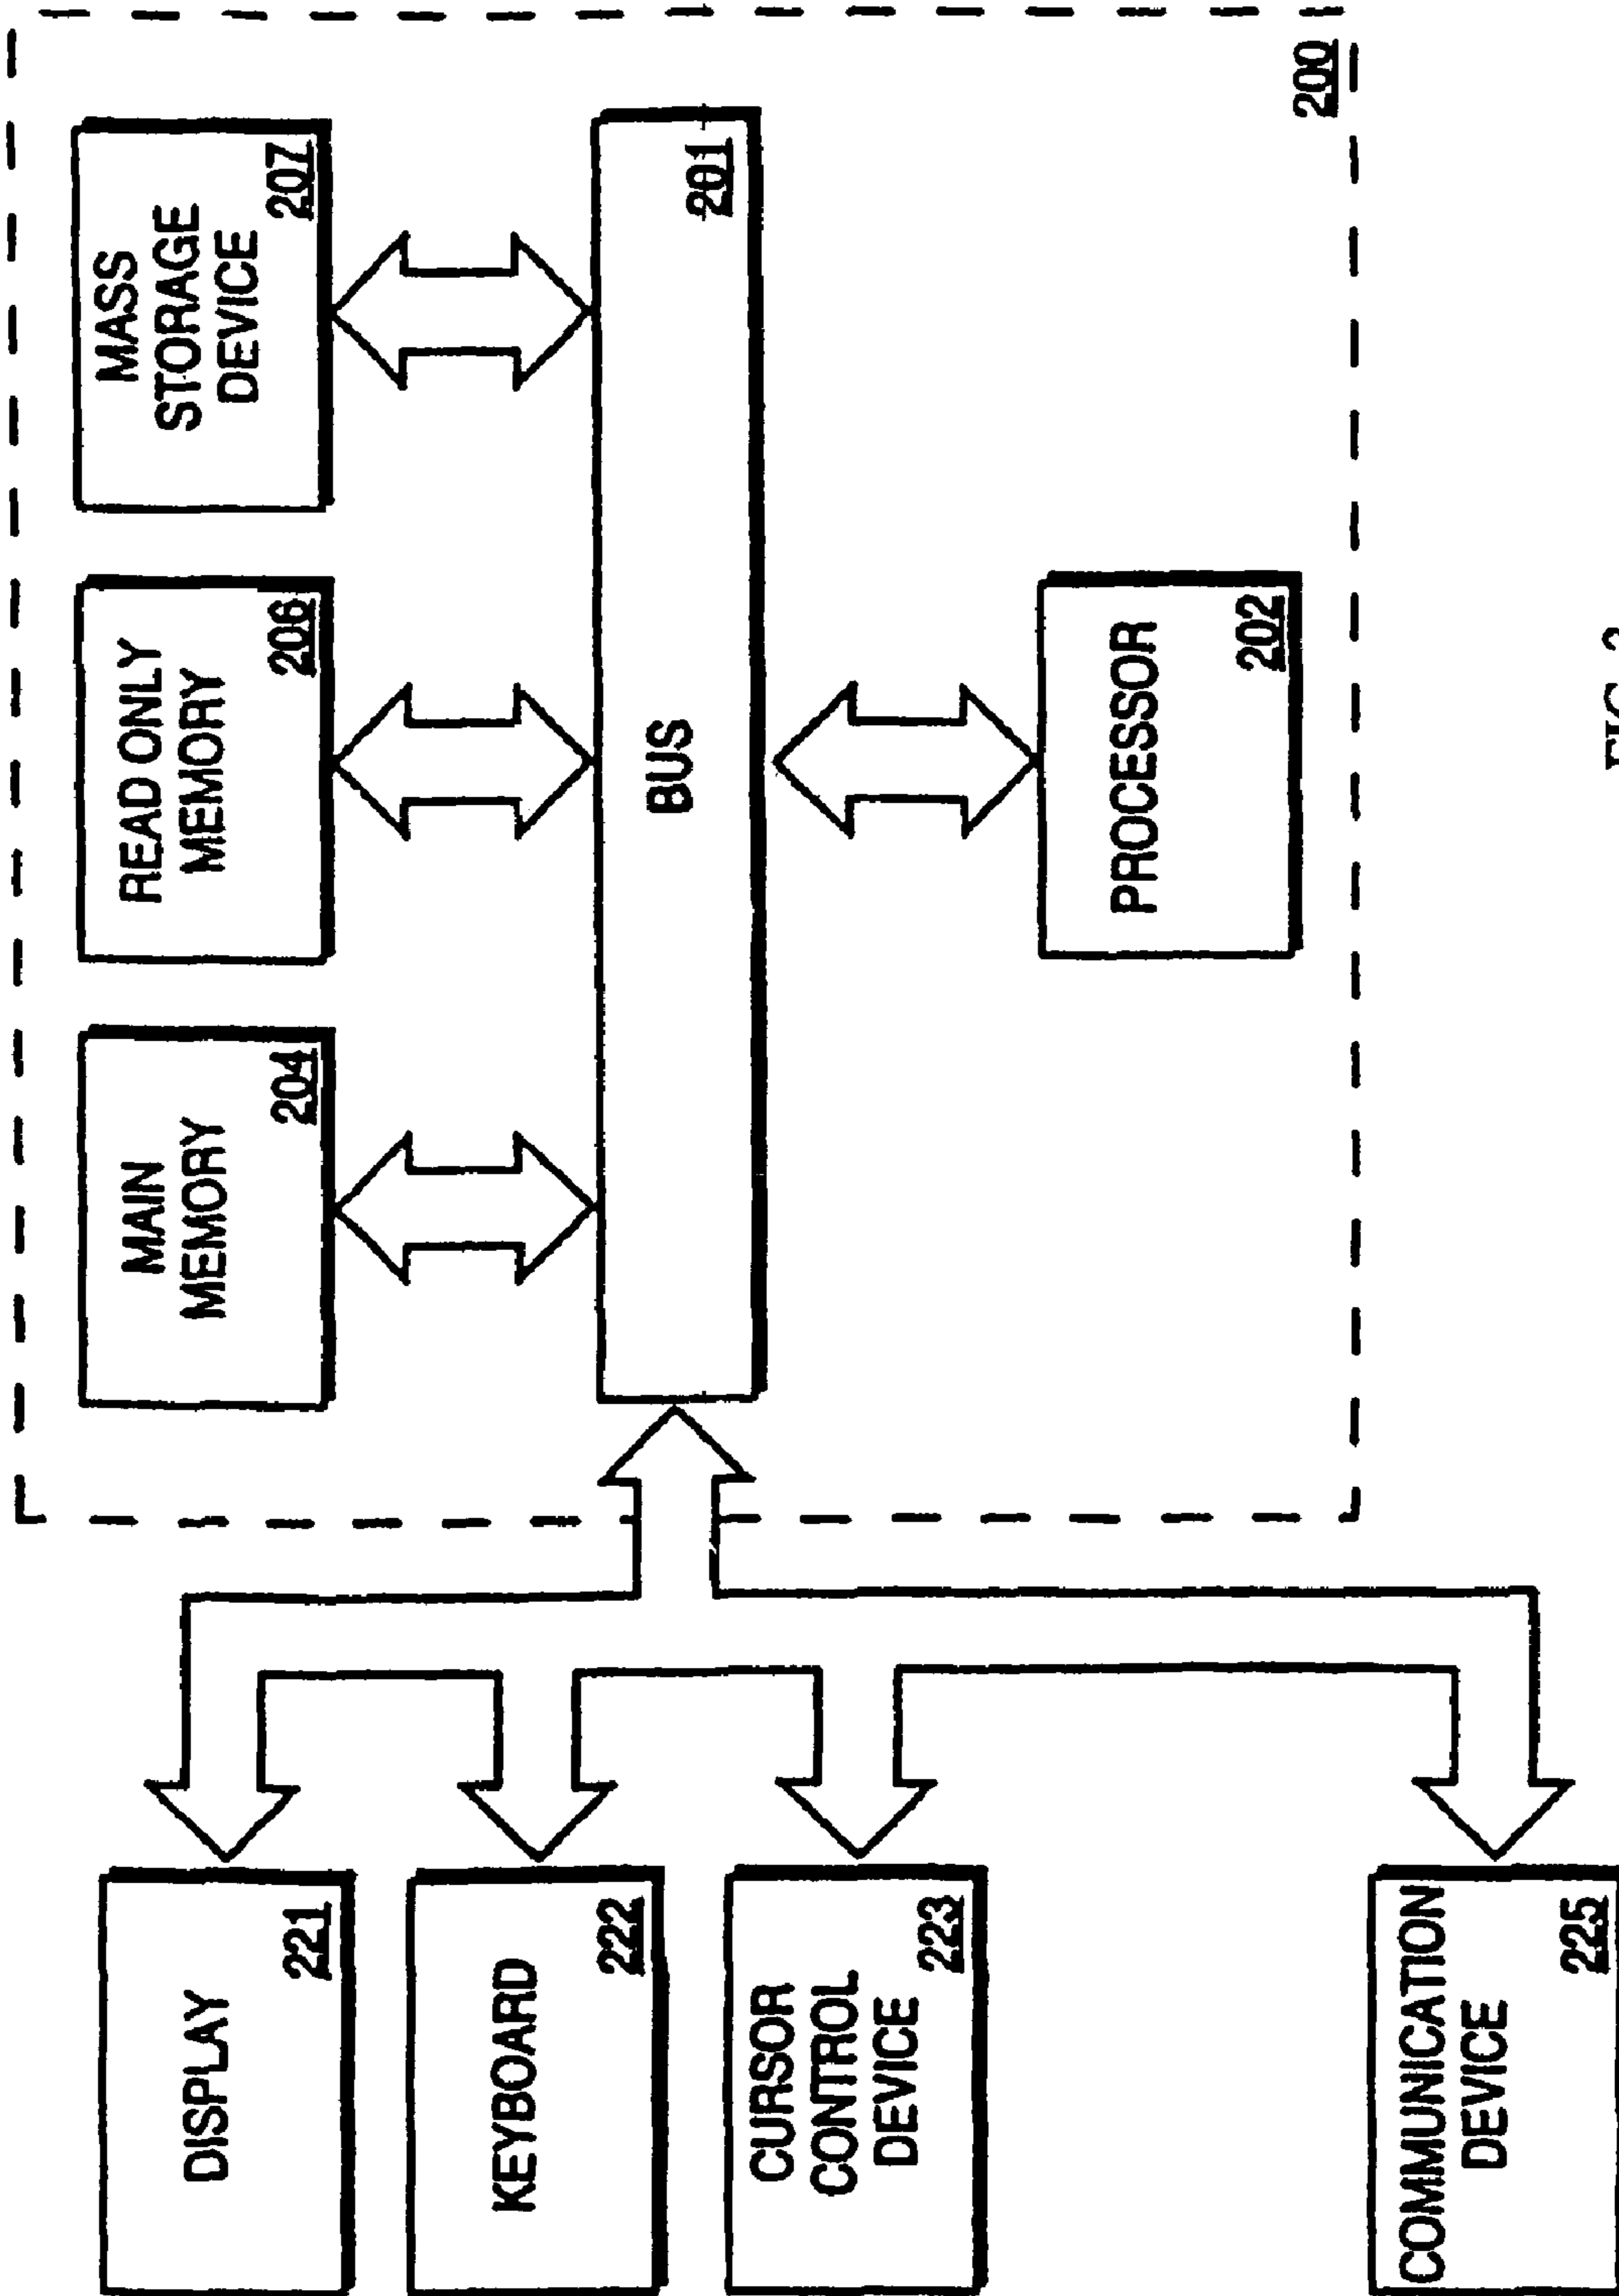 DISPLAY
221
KEYBOARD
222
CURSOR
CONTROL
DEVICE
223
COMMUNICATION
DEVICE
225
MAIN
MEMORY
204
READ ONLY
MEMORY
206
MASS
STORAGE
DEVICE
207
BUS
201
PROCESSOR
202
200